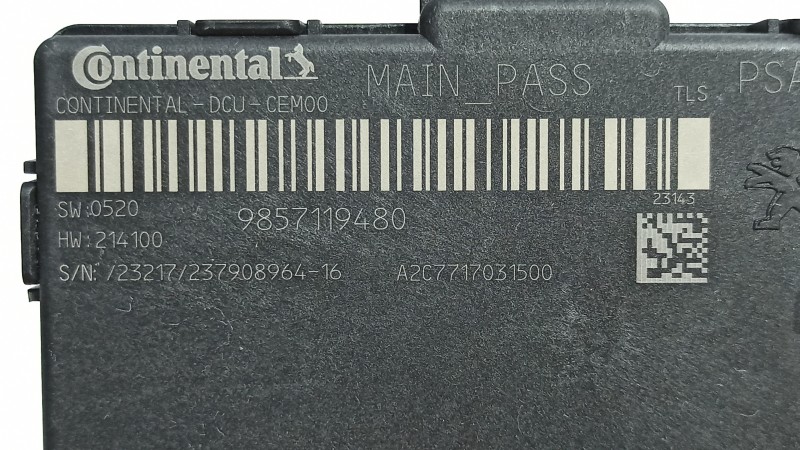 Continental MAIN_PASS PSA
CONTINENTAL-DCU-CEM00 TLS
SW:0520 9857119480 23143
HW:214100
S/N: /23217/237908964-16 A2C7717031500